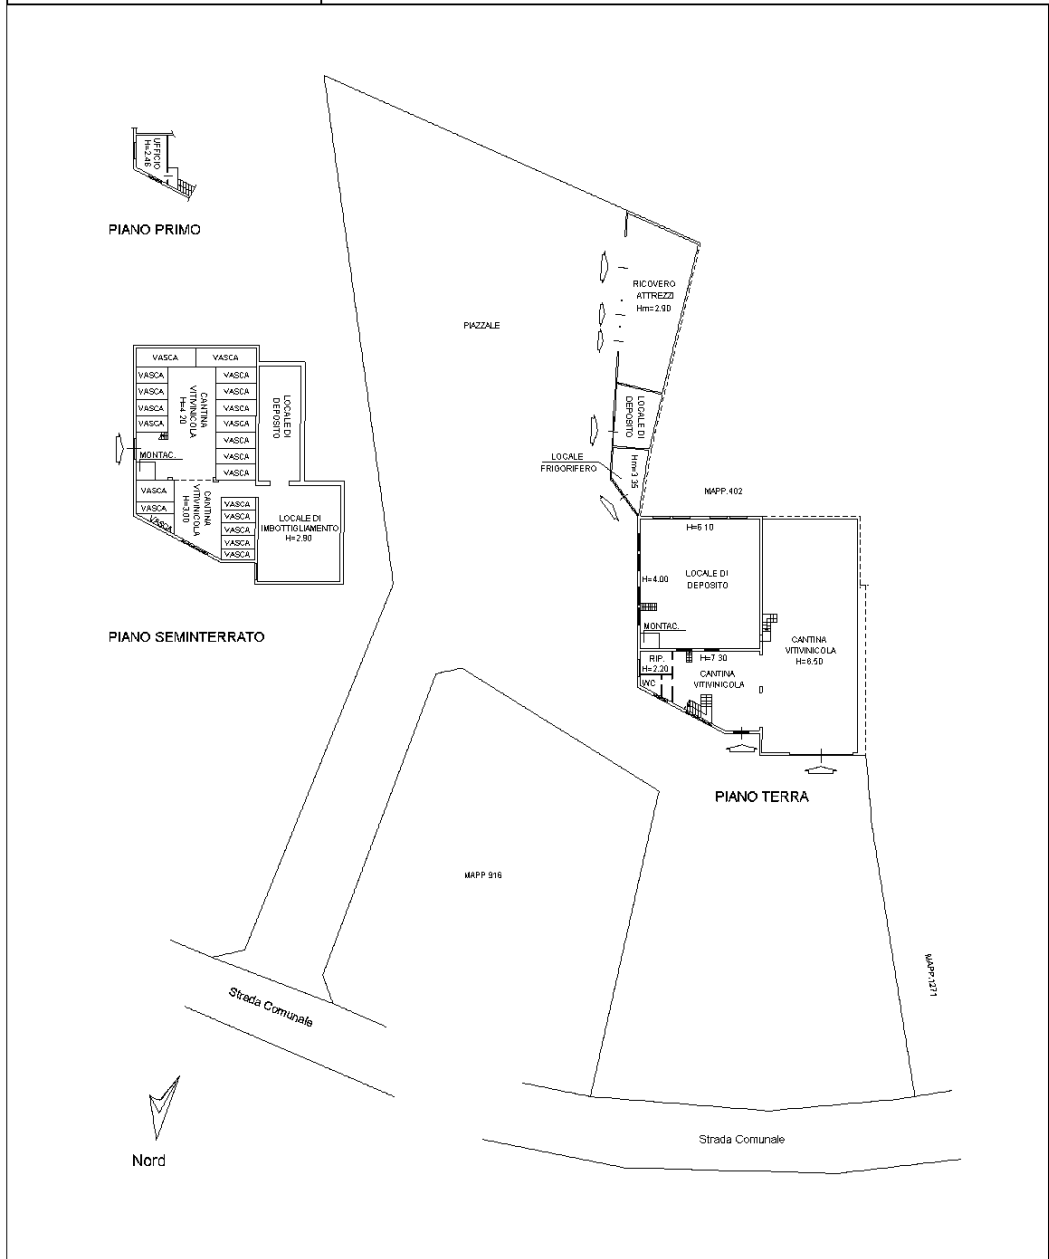 UFFICIO
H=2.46
PIANO PRIMO
RICOVERO
ATTREZZI
Hm=2.90
PIAZZALE
VASCA VASCA
VASCA
VASCA
VASCA
VASCA
CANTINA
VITIVINICOLA
H=4.20
VASCA
VASCA
VASCA
VASCA
VASCA
VASCA
VASCA
LOCALE DI
DEPOSITO
MONTAC.
VASCA
VASCA
VASCA
CANTINA
VITIVINICOLA
H=3.00
VASCA
VASCA
VASCA
VASCA
VASCA
LOCALE DI
IMBOTTIGLIAMENTO
H=2.90
PIANO SEMINTERRATO
LOCALE DI
DEPOSITO
LOCALE
FRIGORIFERO
Hm=3.35
MAPP.402
H=6.10
LOCALE DI
DEPOSITO
H=4.00
MONTAC.
RIP.
H=2.20
WC
H=7.30
CANTINA
VITIVINICOLA
CANTINA
VITIVINICOLA
H=6.50
PIANO TERRA
MAPP.916
MAPP.1271
Strada Comunale
Strada Comunale
Nord